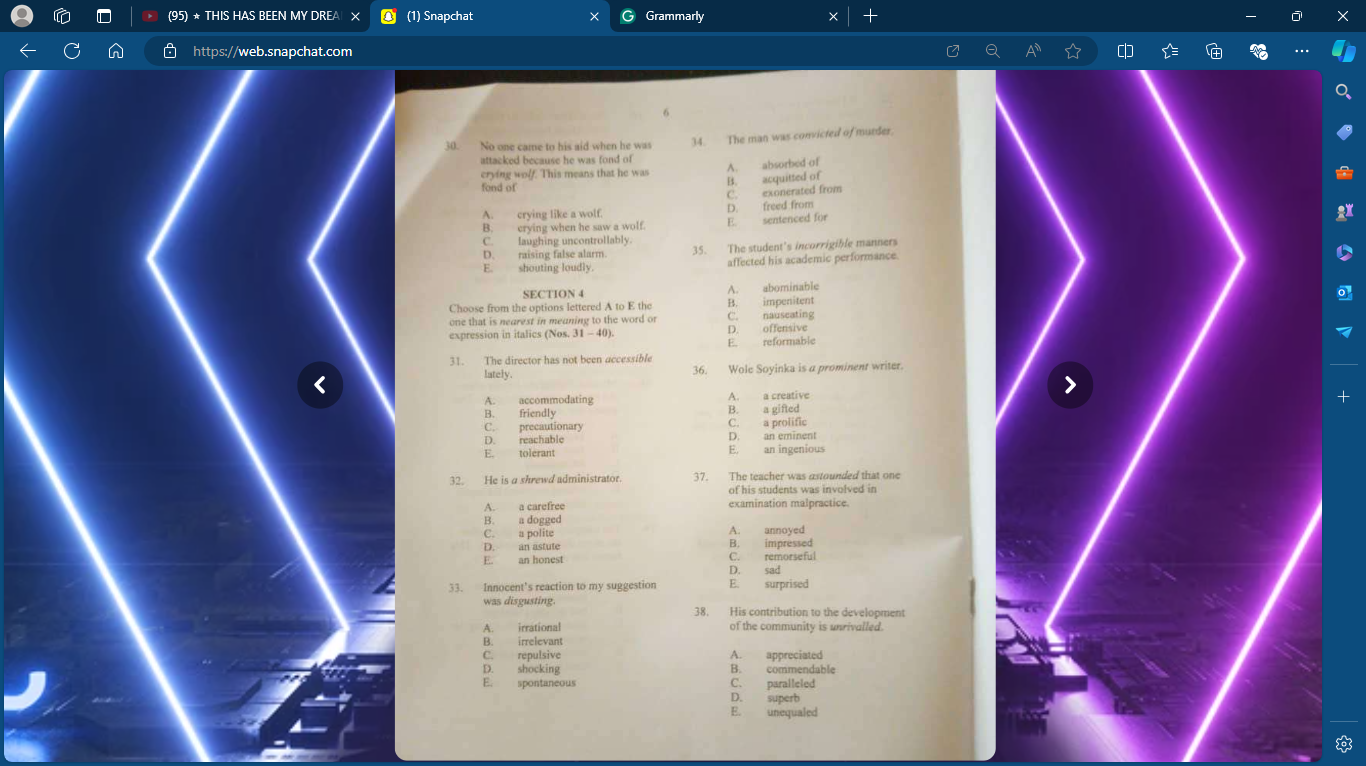 (95) ★ THIS HAS BEEN MY DREA
(1) Snapchat
Grammarly
https://web.snapchat.com
6
30. No one came to his aid when he was
attacked because he was fond of
crying wolf. This means that he was
fond of
A. crying like a wolf.
B. crying when he saw a wolf.
C. laughing uncontrollably.
D. raising false alarm.
E. shouting loudly.
SECTION 4
Choose from the options lettered A to E the
one that is nearest in meaning to the word or
expression in italics (Nos. 31 – 40).
31. The director has not been accessible
lately.
A. accommodating
B. friendly
C. precautionary
D. reachable
E. tolerant
32. He is a shrewd administrator.
A. a carefree
B. a dogged
C. a polite
D. an astute
E. an honest
33. Innocent's reaction to my suggestion
was disgusting.
A. irrational
B. irrelevant
C. repulsive
D. shocking
E. spontaneous
34. The man was convicted of murder.
A. absorbed of
B. acquitted of
C. exonerated from
D. freed from
E. sentenced for
35. The student's incorrigible manners
affected his academic performance.
A. abominable
B. impenitent
C. nauseating
D. offensive
E. reformable
36. Wole Soyinka is a prominent writer.
A. a creative
B. a gifted
C. a prolific
D. an eminent
E. an ingenious
37. The teacher was astounded that one
of his students was involved in
examination malpractice.
A. annoyed
B. impressed
C. remorseful
D. sad
E. surprised
38. His contribution to the development
of the community is unrivalled.
A. appreciated
B. commendable
C. paralleled
D. superb
E. unequaled